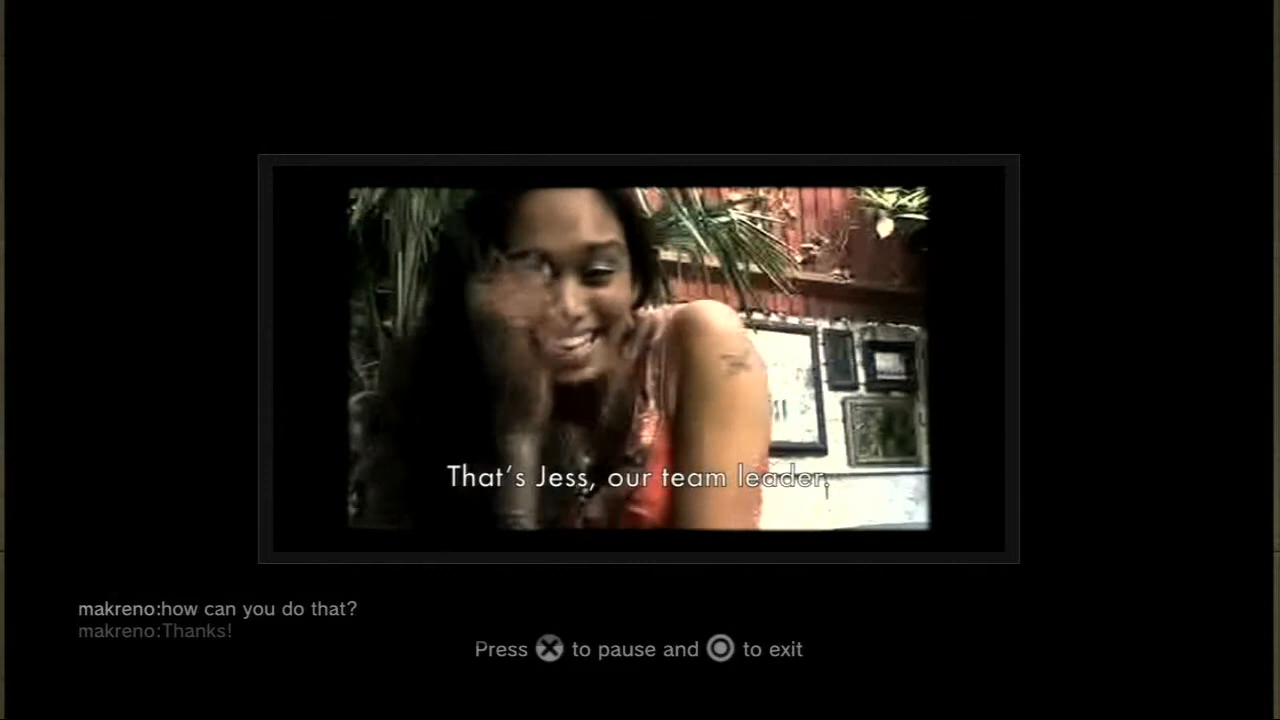 That's Jess, our team leader.
makreno:how can you do that?
makreno:Thanks!
Press to pause and to exit